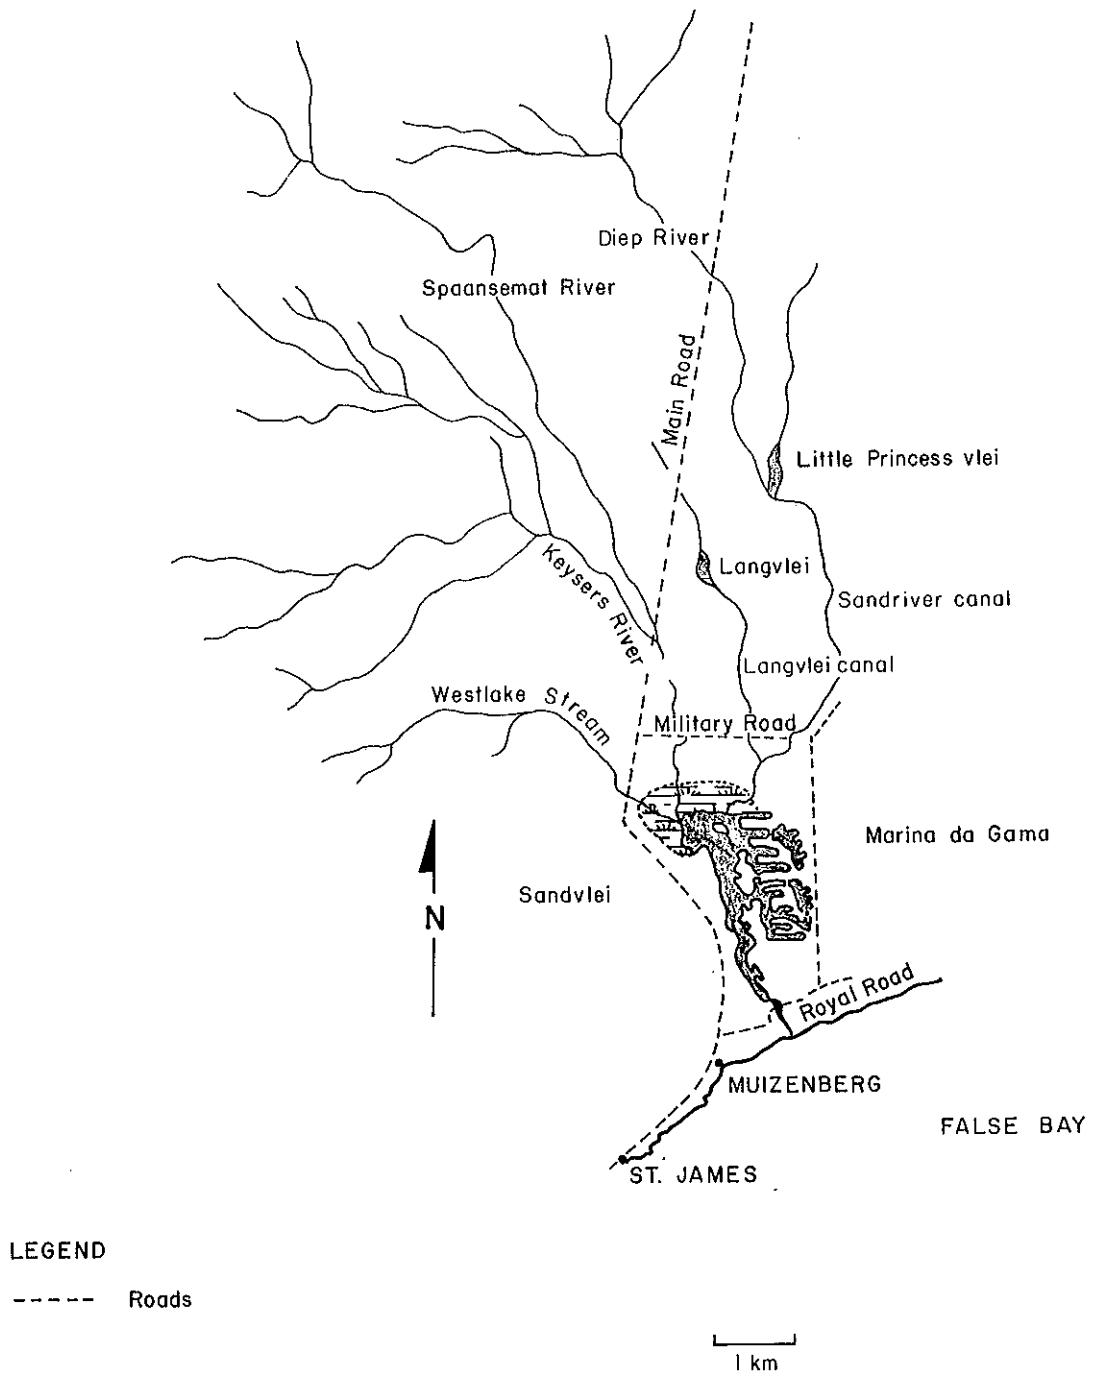 Diep River
Spaansemat River
Main Road
Little Princess vlei
Langvlei
Keysers River
Sandriver canal
Langvlei canal
Westlake Stream
Military Road
Marina da Gama
Sandvlei
N
Royal Road
MUIZENBERG
FALSE BAY
ST. JAMES
LEGEND
Roads
1 km